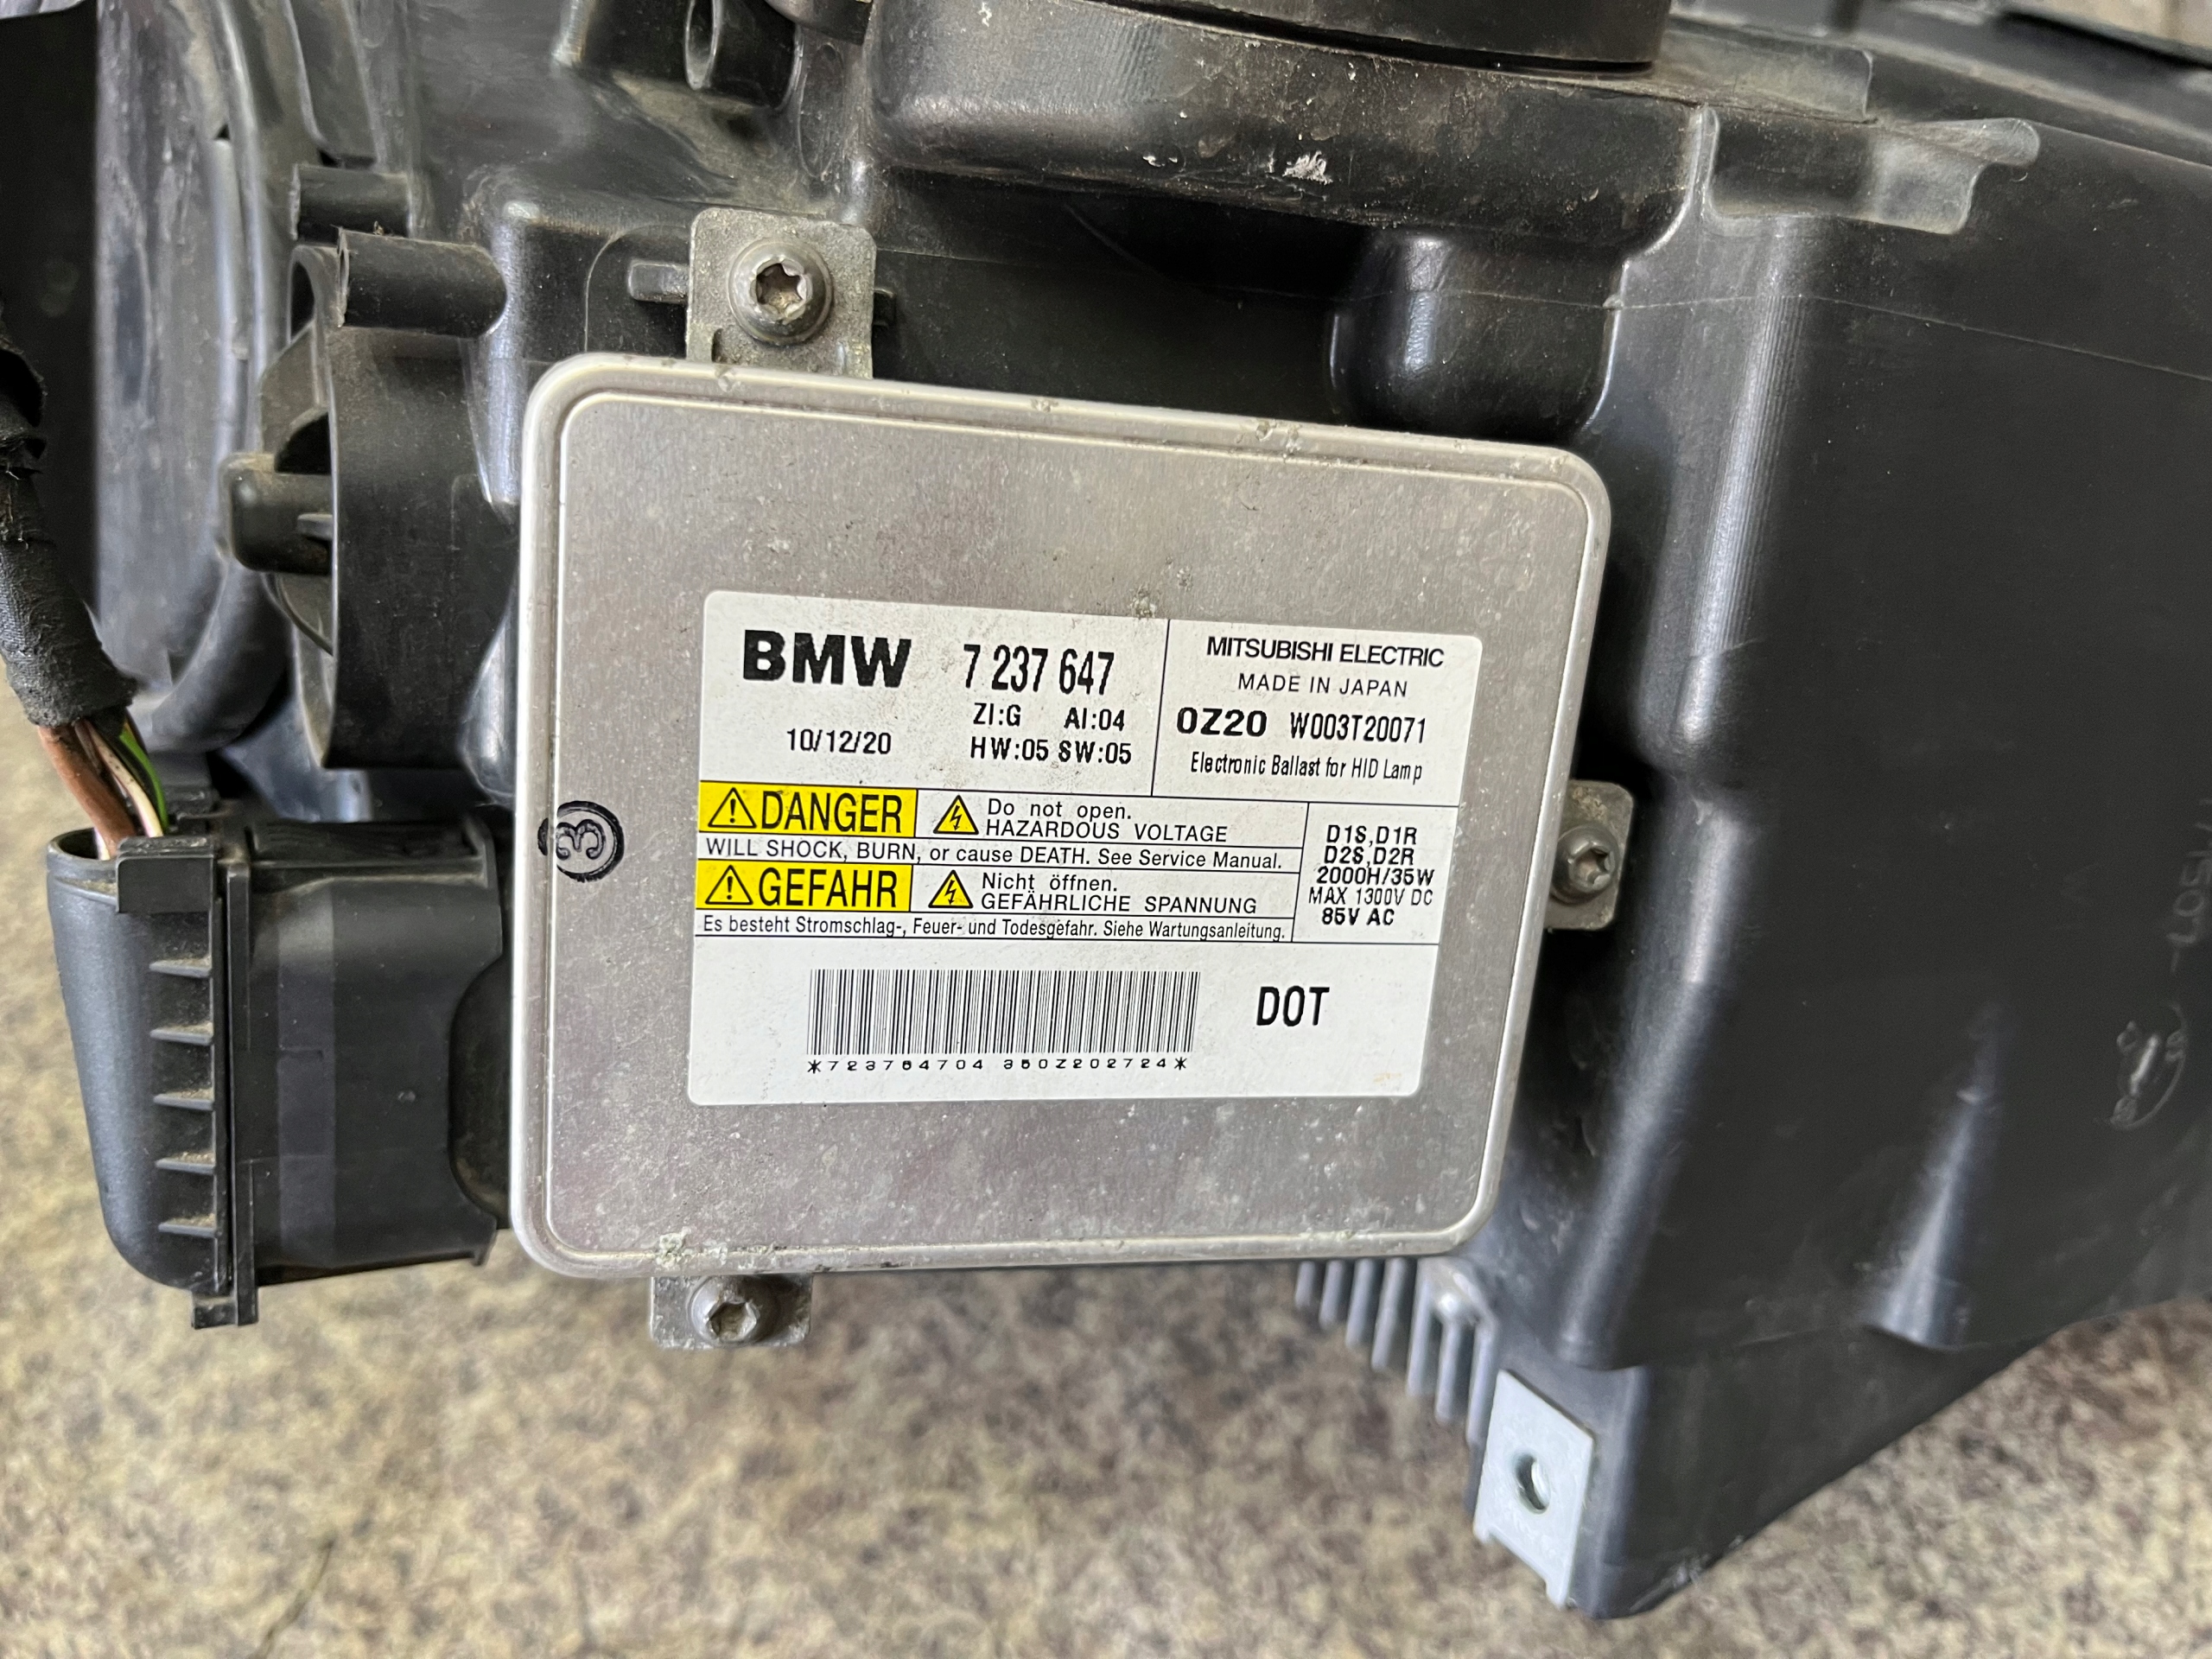 BMW 7 237 647
ZI:G AI:04
10/12/20 HW:05 SW:05
MITSUBISHI ELECTRIC
MADE IN JAPAN
0Z20 W003T20071
Electronic Ballast for HID Lamp
DANGER Do not open.
HAZARDOUS VOLTAGE
WILL SHOCK, BURN, or cause DEATH. See Service Manual.
GEFAHR Nicht öffnen.
GEFÄHRLICHE SPANNUNG
Es besteht Stromschlag-, Feuer- und Todesgefahr. Siehe Wartungsanleitung.
D1S,D1R
D2S,D2R
2000H/35W
MAX 1300V DC
85V AC
DOT
*723764704 350Z202724*
3